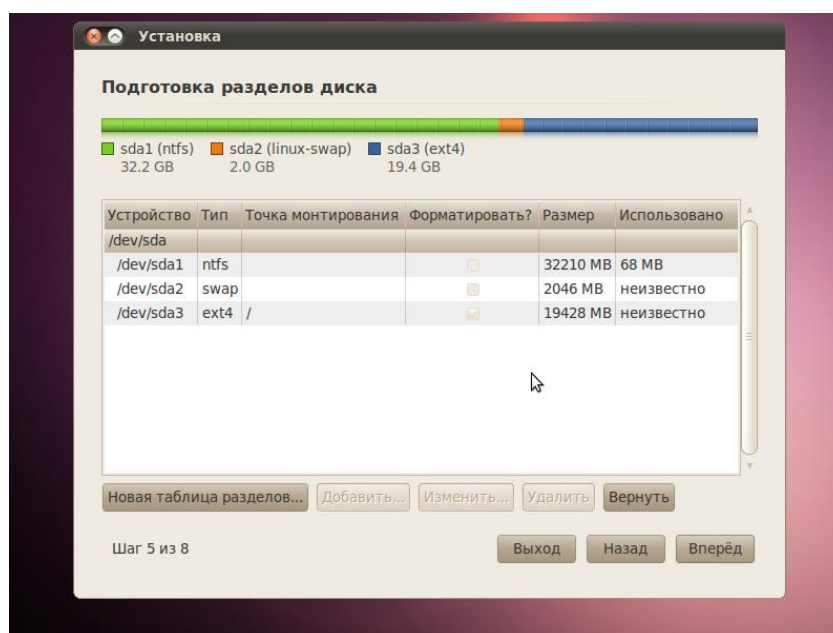 Установка
Подготовка разделов диска
sda1 (ntfs) sda2 (linux-swap) sda3 (ext4)
32.2 GB 2.0 GB 19.4 GB
Устройство Тип Точка монтирования Форматировать? Размер Использовано
/dev/sda
/dev/sda1 ntfs 32210 MB 68 MB
/dev/sda2 swap 2046 MB неизвестно
/dev/sda3 ext4 / 19428 MB неизвестно
Новая таблица разделов... Добавить... Изменить... Удалить Вернуть
Шаг 5 из 8 Выход Назад Вперёд